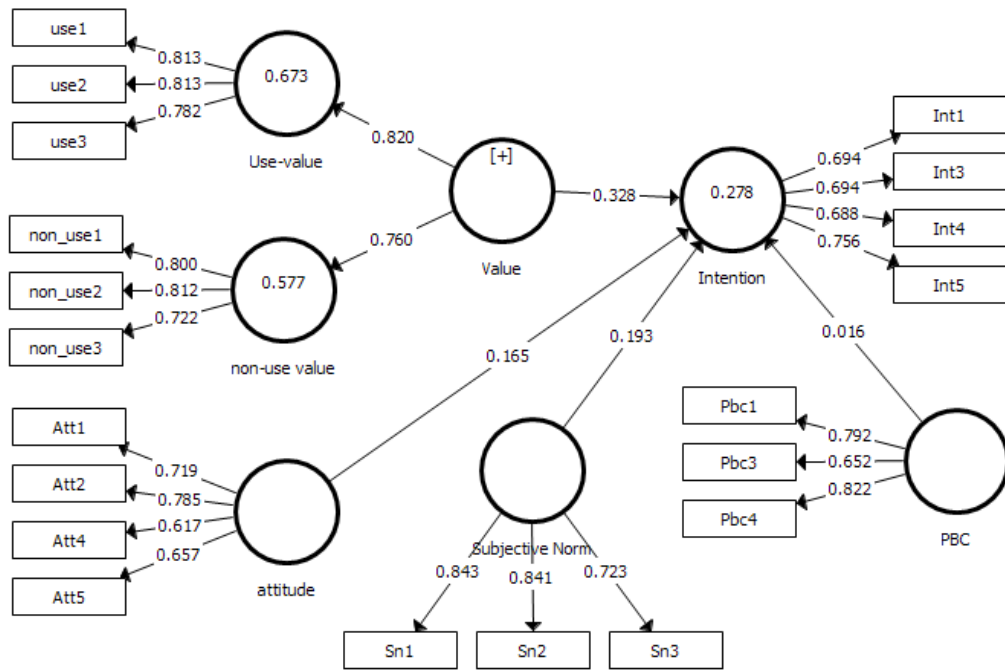 use1
0.813
use2
0.813
use3
0.782
0.673
Use-value
0.820
[+]
Value
0.328
0.278
Intention
Int1
0.694
Int3
0.694
Int4
0.688
Int5
0.756
non_use1
0.800
non_use2
0.812
non_use3
0.722
0.577
non-use value
0.760
0.165
0.193
0.016
Att1
0.719
Att2
0.785
Att4
0.617
Att5
0.657
attitude
Subjective Norm
0.843
0.841
0.723
Sn1
Sn2
Sn3
Pbc1
0.792
Pbc3
0.652
Pbc4
0.822
PBC